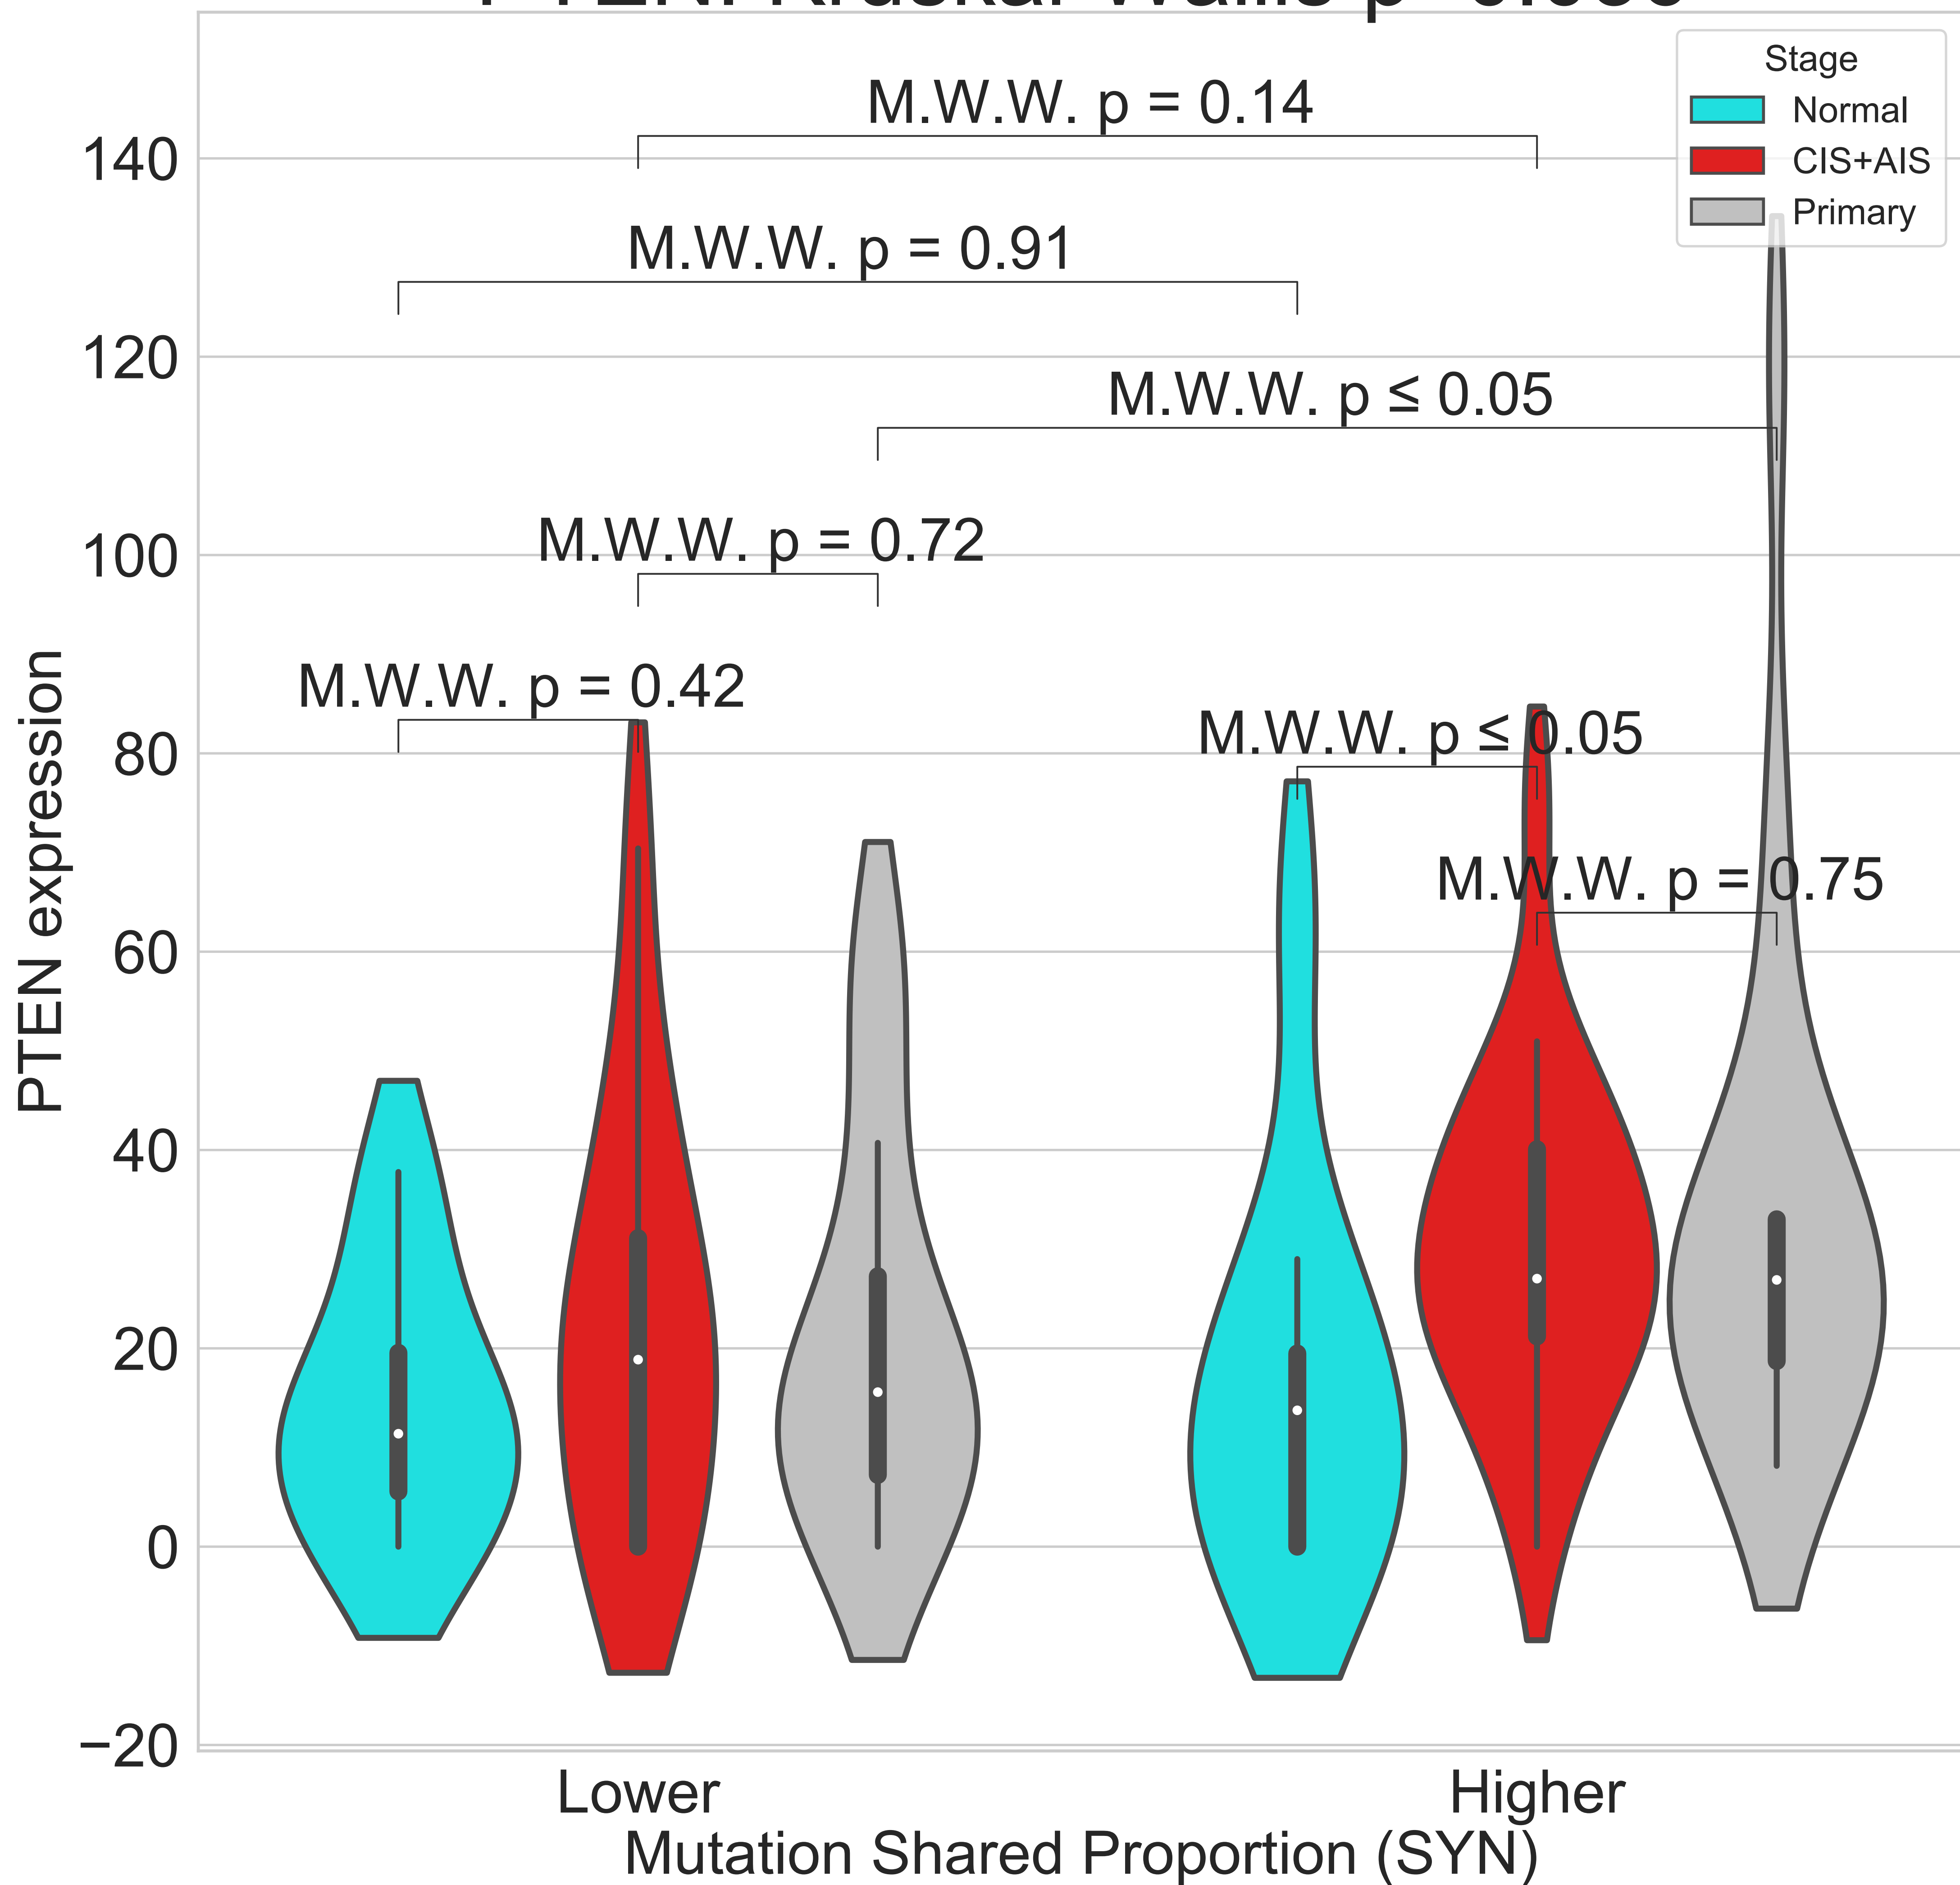 Stage
Normal
CIS+AIS
Primary
M.W.W. p = 0.14
M.W.W. p = 0.91
M.W.W. p ≤ 0.05
M.W.W. p = 0.72
M.W.W. p = 0.42
M.W.W. p ≤ 0.05
M.W.W. p = 0.75
140
120
100
80
60
40
20
0
−20
PTEN expression
Lower
Higher
Mutation Shared Proportion (SYN)